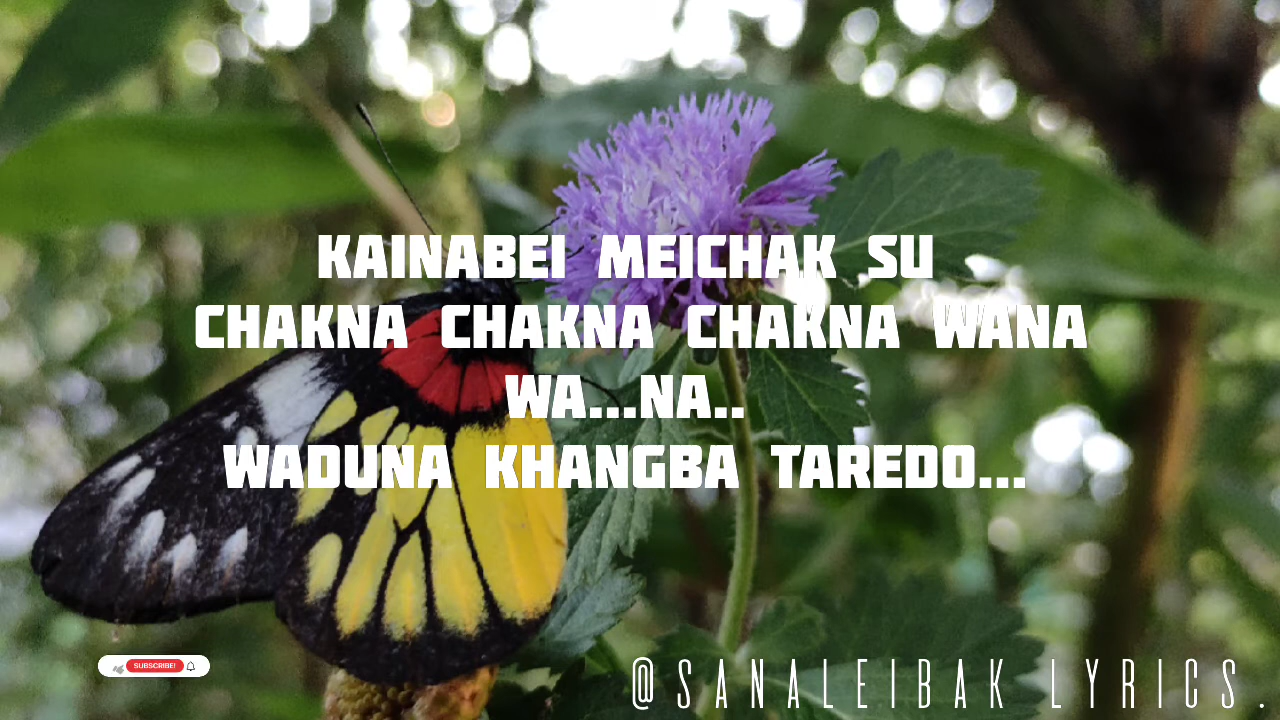 KAINABEI MEICHAK SU
CHAKNA CHAKNA CHAKNA WANA
WA...NA..
WADUNA KHANGBA TAREDO...
SUBSCRIBE!
@SANALEIBAK LYRICS.